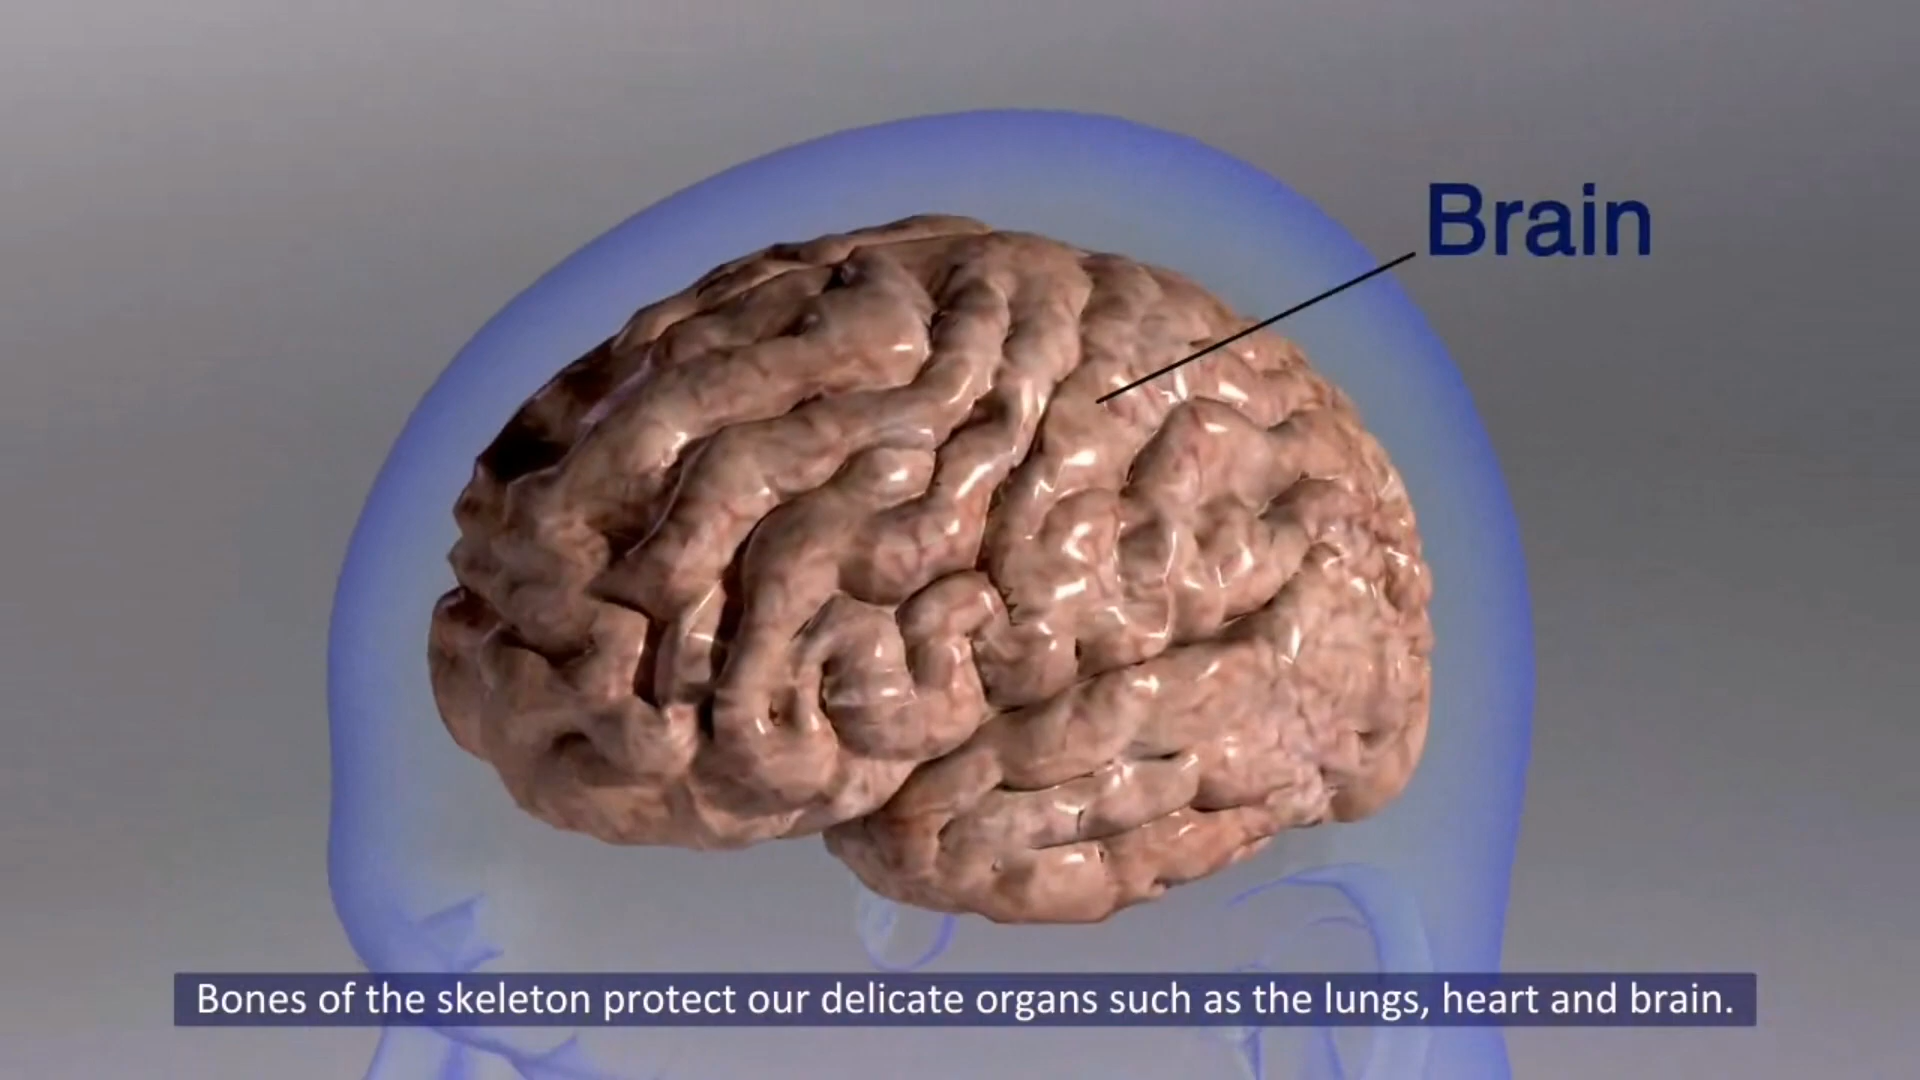 Brain
Bones of the skeleton protect our delicate organs such as the lungs, heart and brain.